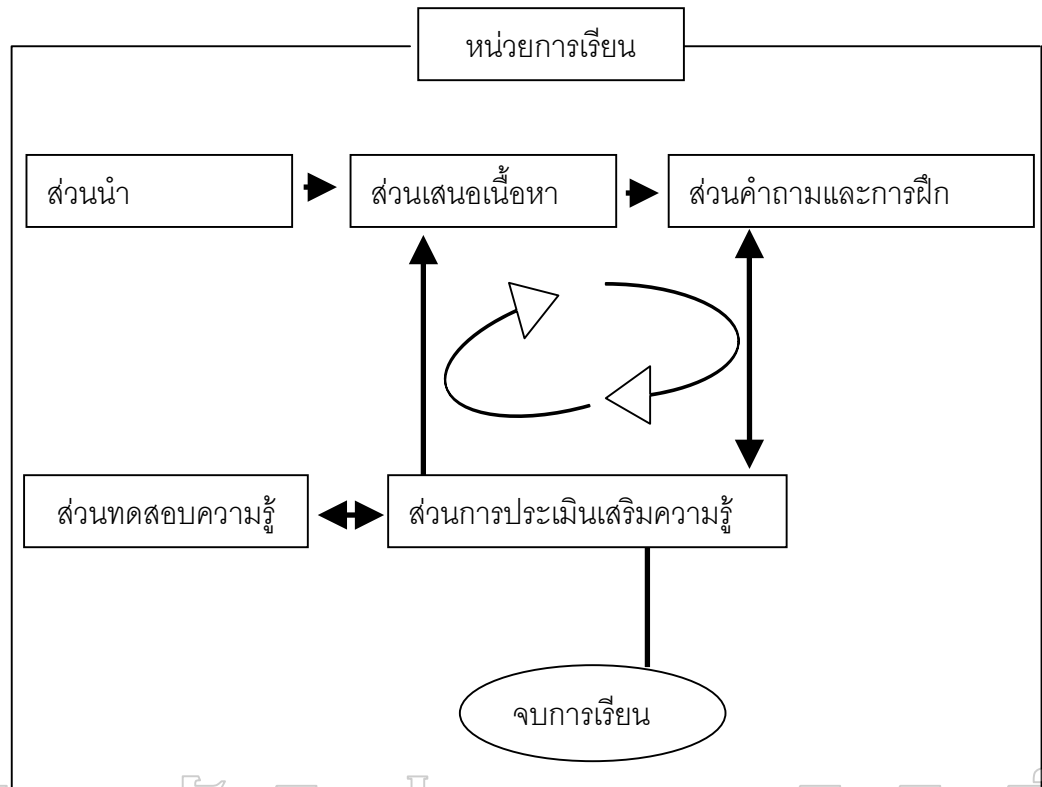 หน่วยการเรียน
ส่วนนำ
ส่วนเสนอเนื้อหา
ส่วนคำถามและการฝึก
ส่วนทดสอบความรู้
ส่วนการประเมินเสริมความรู้
จบการเรียน